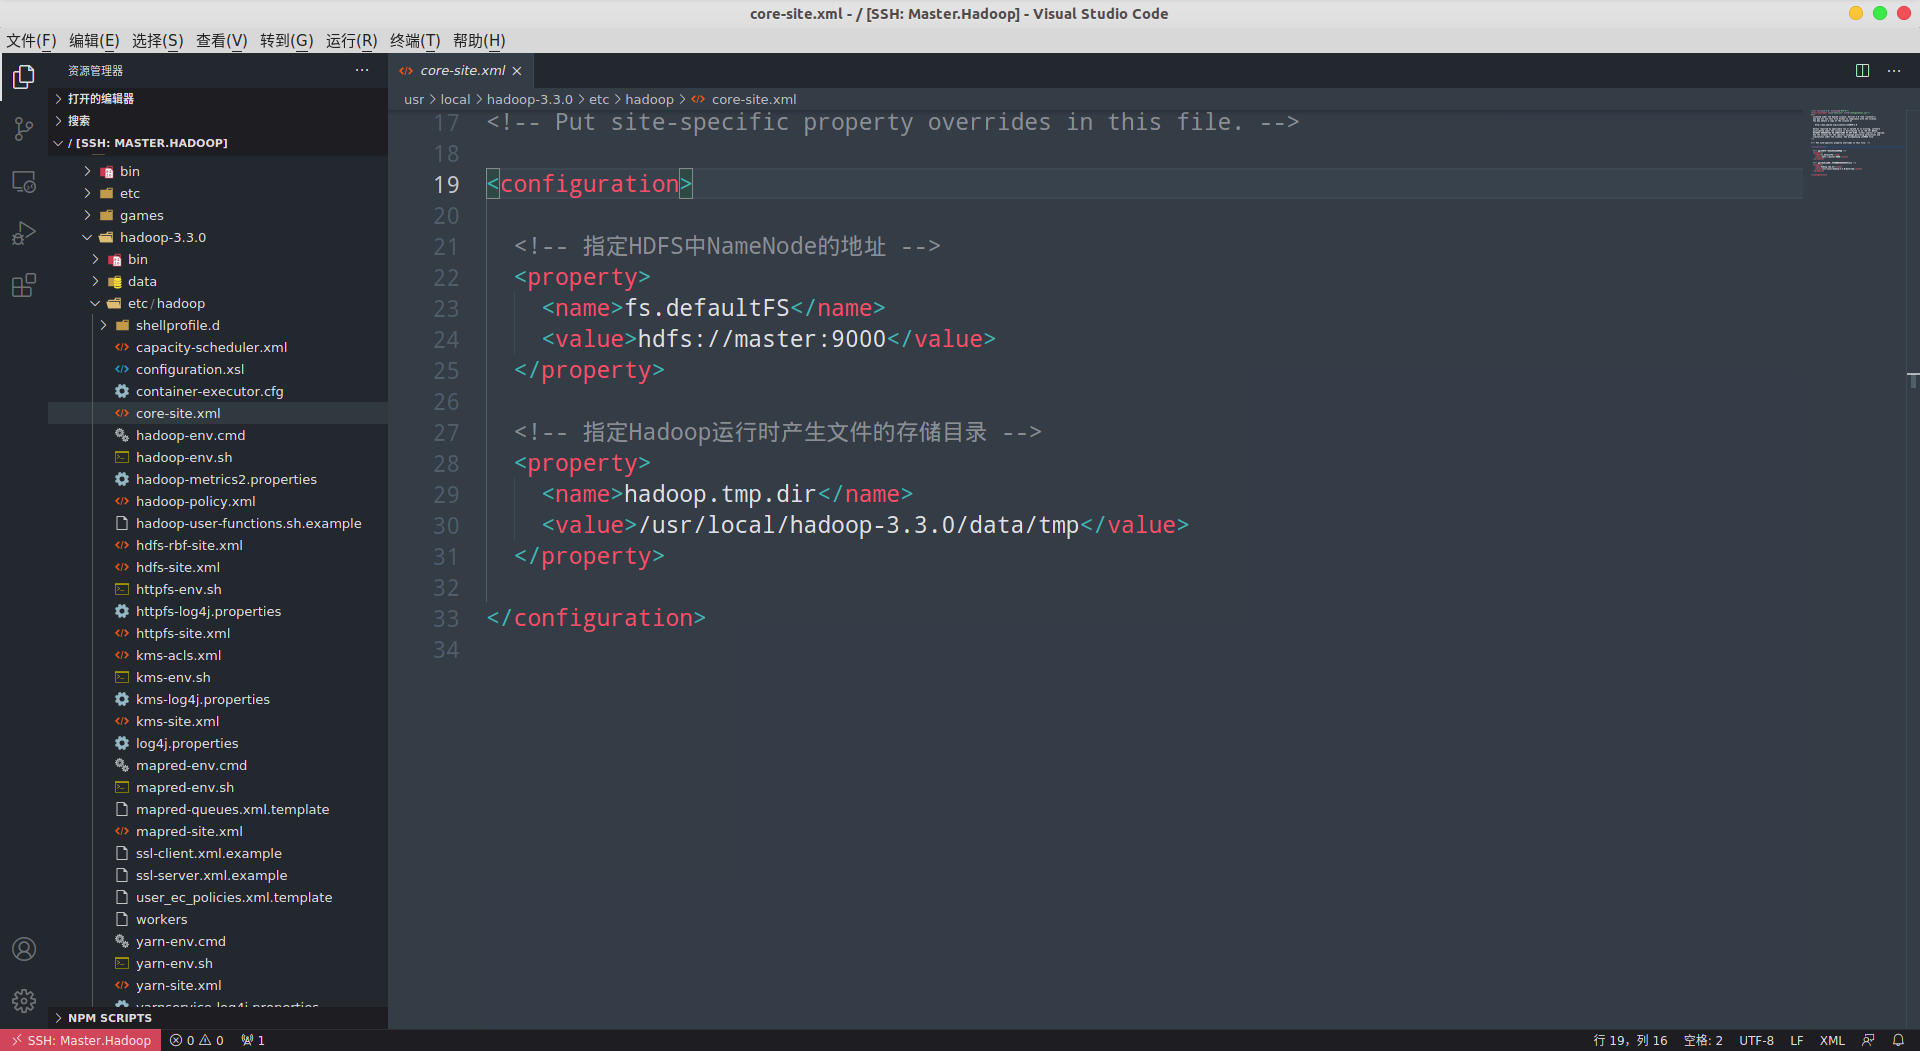 core-site.xml - / [SSH: Master.Hadoop] - Visual Studio Code
文件(F) 编辑(E) 选择(S) 查看(V) 转到(G) 运行(R) 终端(T) 帮助(H)
资源管理器
打开的编辑器
搜索
/ [SSH: MASTER.HADOOP]
bin
etc
games
hadoop-3.3.0
bin
data
etc/hadoop
shellprofile.d
capacity-scheduler.xml
configuration.xsl
container-executor.cfg
core-site.xml
hadoop-env.cmd
hadoop-env.sh
hadoop-metrics2.properties
hadoop-policy.xml
hadoop-user-functions.sh.example
hdfs-rbf-site.xml
hdfs-site.xml
httpfs-env.sh
httpfs-log4j.properties
httpfs-site.xml
kms-acls.xml
kms-env.sh
kms-log4j.properties
kms-site.xml
log4j.properties
mapred-env.cmd
mapred-env.sh
mapred-queues.xml.template
mapred-site.xml
ssl-client.xml.example
ssl-server.xml.example
user_ec_policies.xml.template
workers
yarn-env.cmd
yarn-env.sh
yarn-site.xml
yarnservice-log4j.properties
NPM SCRIPTS
core-site.xml
usr > local > hadoop-3.3.0 > etc > hadoop > core-site.xml
17 <!-- Put site-specific property overrides in this file. -->
18
19 <configuration>
20
21 <!-- 指定HDFS中NameNode的地址 -->
22 <property>
23 <name>fs.defaultFS</name>
24 <value>hdfs://master:9000</value>
25 </property>
26
27 <!-- 指定Hadoop运行时产生文件的存储目录 -->
28 <property>
29 <name>hadoop.tmp.dir</name>
30 <value>/usr/local/hadoop-3.3.0/data/tmp</value>
31 </property>
32
33 </configuration>
34
SSH: Master.Hadoop 0 0 1 行 19，列 16 空格: 2 UTF-8 LF XML